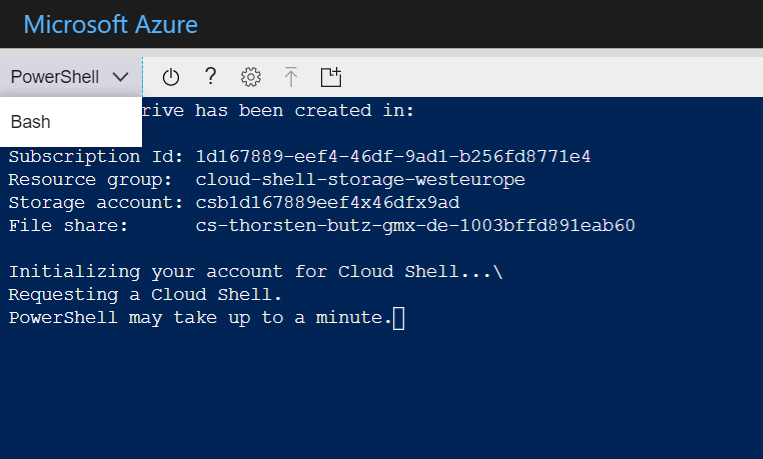 Microsoft Azure
PowerShell
?
Bash
rive has been created in:
Subscription Id: 1d167889-eef4-46df-9ad1-b256fd8771e4
Resource group: cloud-shell-storage-westeurope
Storage account: csb1d167889eef4x46dfx9ad
File share: cs-thorsten-butz-gmx-de-1003bffd891eab60
Initializing your account for Cloud Shell...\
Requesting a Cloud Shell.
PowerShell may take up to a minute.